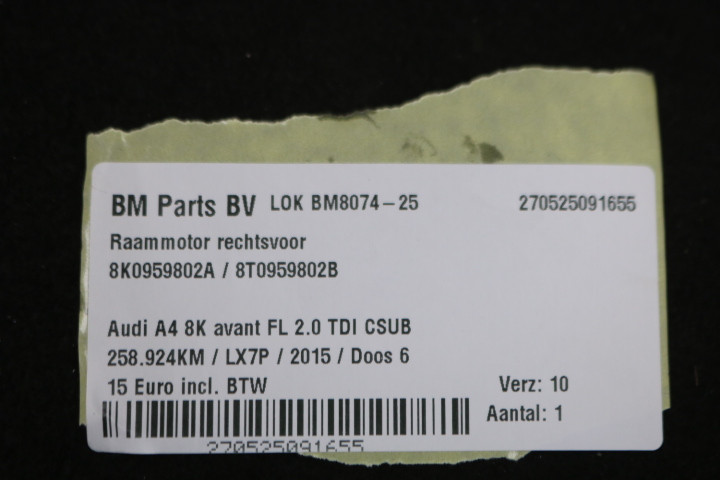 BM Parts BV LOK BM8074-25 270525091655
Raammotor rechtsvoor
8K0959802A / 8T0959802B
Audi A4 8K avant FL 2.0 TDI CSUB
258.924KM / LX7P / 2015 / Doos 6
15 Euro incl. BTW Verz: 10
Aantal: 1
270525091655